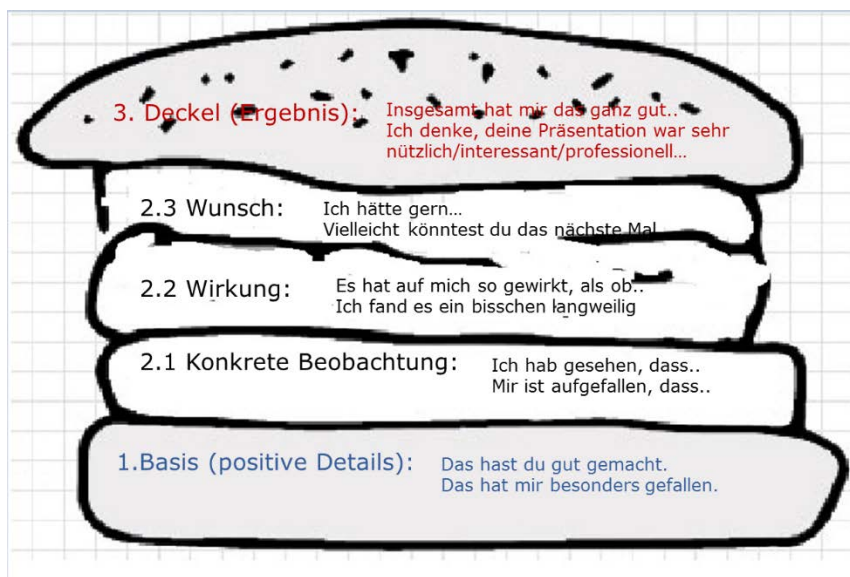 3. Deckel (Ergebnis): Insgesamt hat mir das ganz gut..
Ich denke, deine Präsentation war sehr
nützlich/interessant/professionell...
2.3 Wunsch: Ich hätte gern...
Vielleicht könntest du das nächste Mal
2.2 Wirkung: Es hat auf mich so gewirkt, als ob..
Ich fand es ein bisschen langweilig
2.1 Konkrete Beobachtung: Ich hab gesehen, dass..
Mir ist aufgefallen, dass..
1.Basis (positive Details): Das hast du gut gemacht.
Das hat mir besonders gefallen.